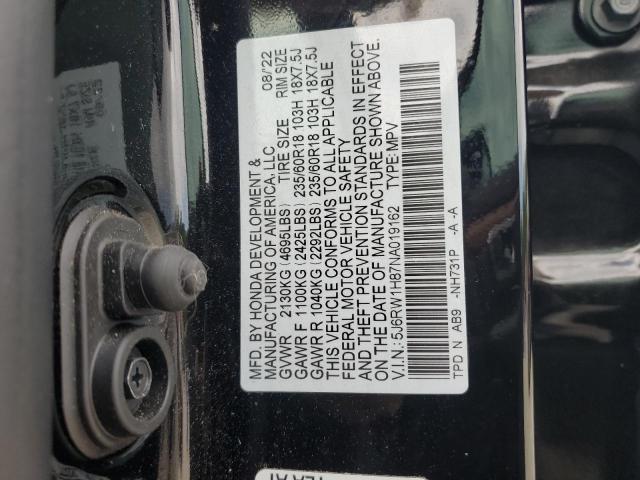 MFD. BY HONDA DEVELOPMENT &
MANUFACTURING OF AMERICA, LLC 08/'22
GVWR 2130KG (4695LBS) TIRE SIZE RIM SIZE
GAWR F 1100KG (2425LBS) 235/60R18 103H 18X7.5J
GAWR R 1040KG (2292LBS) 235/60R18 103H 18X7.5J
THIS VEHICLE CONFORMS TO ALL APPLICABLE
FEDERAL MOTOR VEHICLE SAFETY
AND THEFT PREVENTION STANDARDS IN EFFECT
ON THE DATE OF MANUFACTURE SHOWN ABOVE.
V.I.N.: 5J6RW1H87NA019162 TYPE:MPV
TPD N AB9 -NH731P -A -A